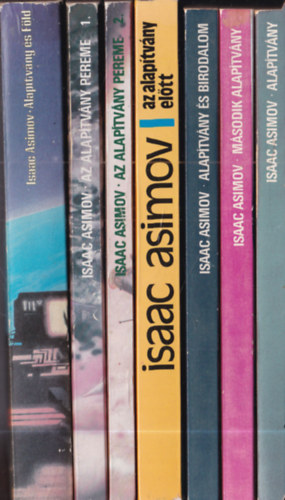 Isaac Asimov · Alapítvány és Föld
ISAAC ASIMOV · AZ ALAPÍTVÁNY PEREME 1.
ISAAC ASIMOV · AZ ALAPÍTVÁNY PEREME 2.
isaac asimov
az alapítvány
előtt
ISAAC ASIMOV · ALAPÍTVÁNY ÉS BIRODALOM
ISAAC ASIMOV · MÁSODIK ALAPÍTVÁNY
ISAAC ASIMOV · ALAPÍTVÁNY